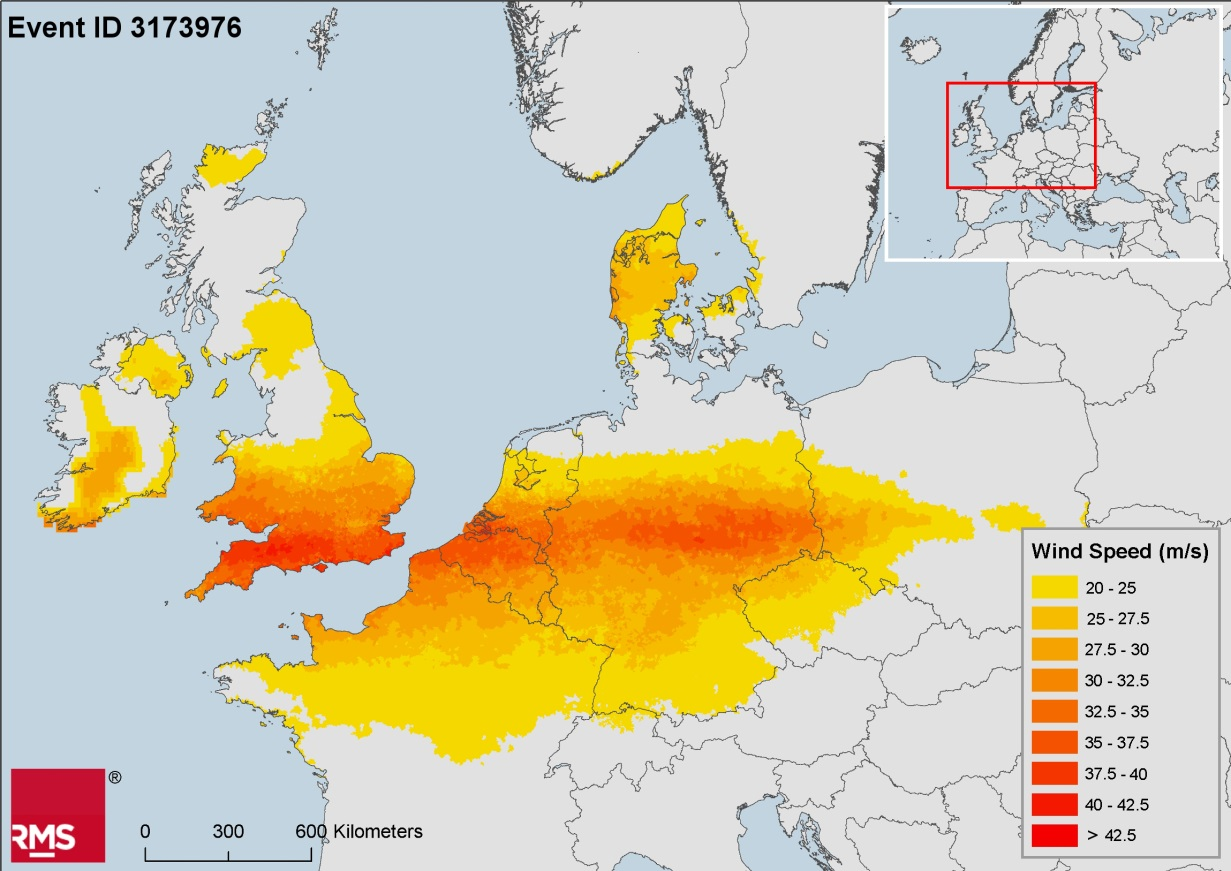 Event ID 3173976
Wind Speed (m/s)
20 - 25
25 - 27.5
27.5 - 30
30 - 32.5
32.5 - 35
35 - 37.5
37.5 - 40
40 - 42.5
> 42.5
RMS ®
0 300 600 Kilometers